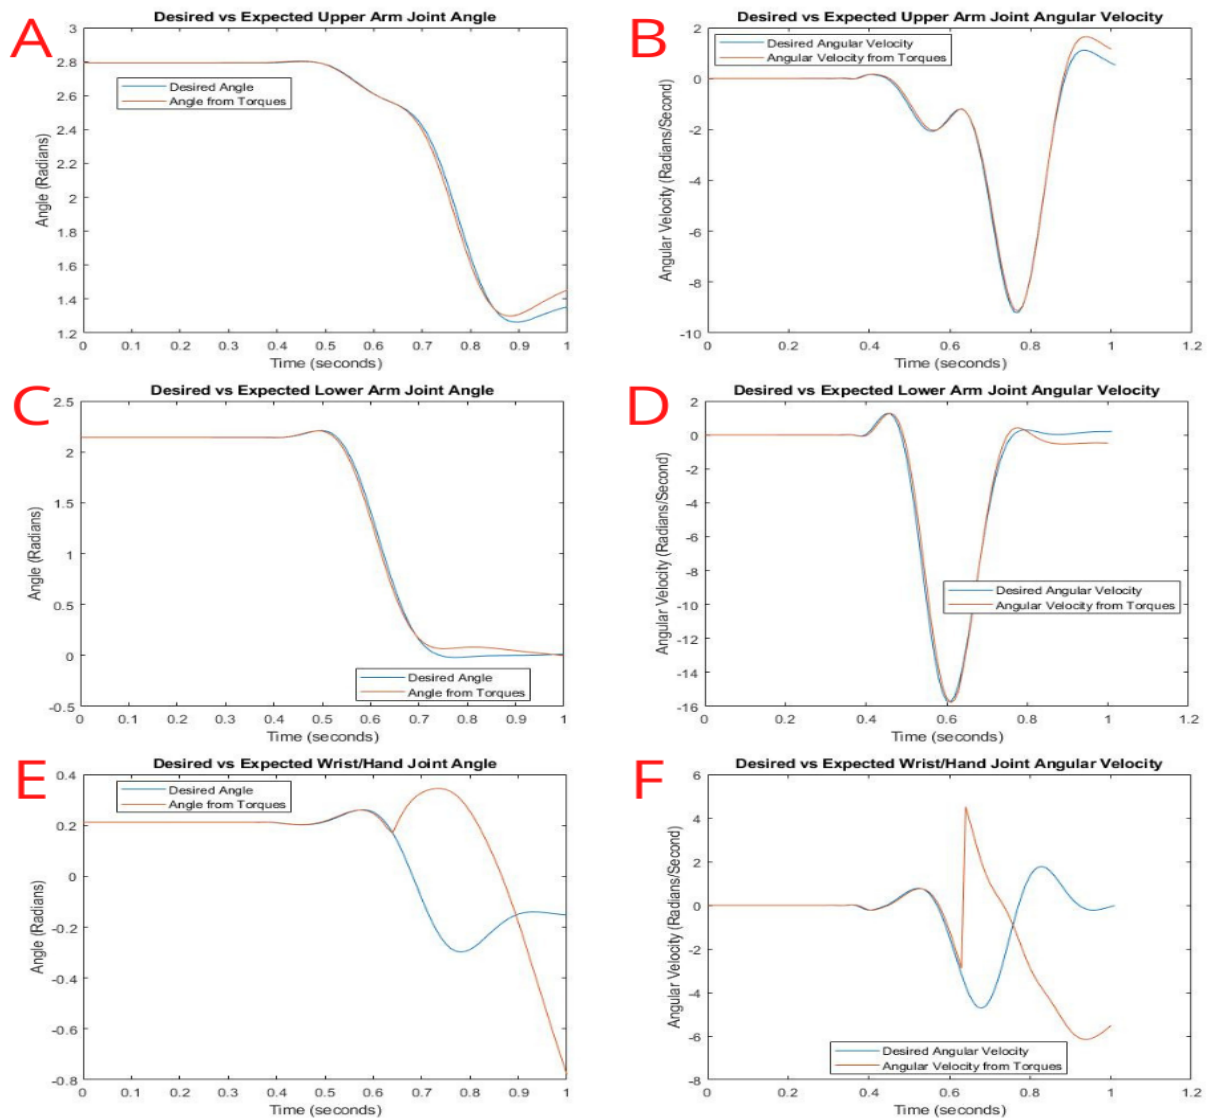 A
Desired vs Expected Upper Arm Joint Angle
3
2.8
2.6
2.4
2.2
2
1.8
1.6
1.4
1.2
Angle (Radians)
Desired Angle
Angle from Torques
0 0.1 0.2 0.3 0.4 0.5 0.6 0.7 0.8 0.9 1
Time (seconds)
B
Desired vs Expected Upper Arm Joint Angular Velocity
2
0
-2
-4
-6
-8
-10
Angular Velocity (Radians/Second)
Desired Angular Velocity
Angular Velocity from Torques
0 0.2 0.4 0.6 0.8 1 1.2
Time (seconds)
C
Desired vs Expected Lower Arm Joint Angle
2.5
2
1.5
1
0.5
0
-0.5
Angle (Radians)
Desired Angle
Angle from Torques
0 0.1 0.2 0.3 0.4 0.5 0.6 0.7 0.8 0.9 1
Time (seconds)
D
Desired vs Expected Lower Arm Joint Angular Velocity
2
0
-2
-4
-6
-8
-10
-12
-14
-16
Angular Velocity (Radians/Second)
Desired Angular Velocity
Angular Velocity from Torques
0 0.2 0.4 0.6 0.8 1 1.2
Time (seconds)
E
Desired vs Expected Wrist/Hand Joint Angle
0.4
0.2
0
-0.2
-0.4
-0.6
-0.8
Angle (Radians)
Desired Angle
Angle from Torques
0 0.1 0.2 0.3 0.4 0.5 0.6 0.7 0.8 0.9 1
Time (seconds)
F
Desired vs Expected Wrist/Hand Joint Angular Velocity
6
4
2
0
-2
-4
-6
-8
Angular Velocity (Radians/Second)
Desired Angular Velocity
Angular Velocity from Torques
0 0.2 0.4 0.6 0.8 1 1.2
Time (seconds)